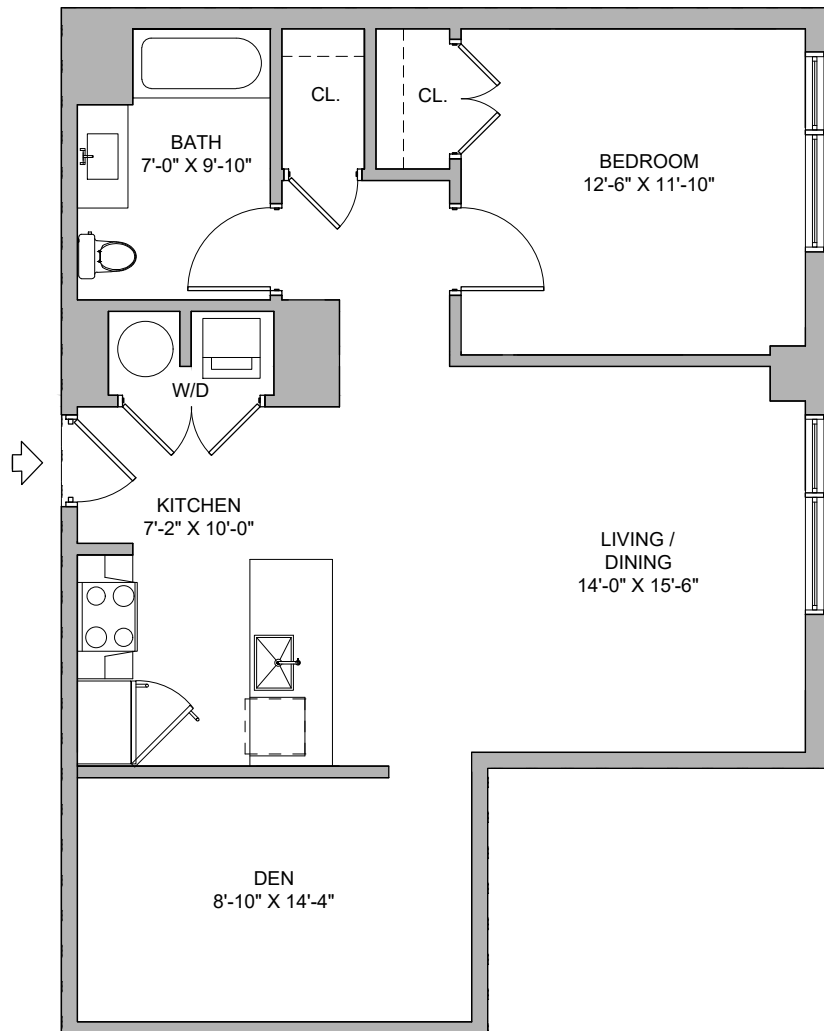 CL.
CL.
BATH
7'-0" X 9'-10"
BEDROOM
12'-6" X 11'-10"
W/D
KITCHEN
7'-2" X 10'-0"
LIVING /
DINING
14'-0" X 15'-6"
DEN
8'-10" X 14'-4"